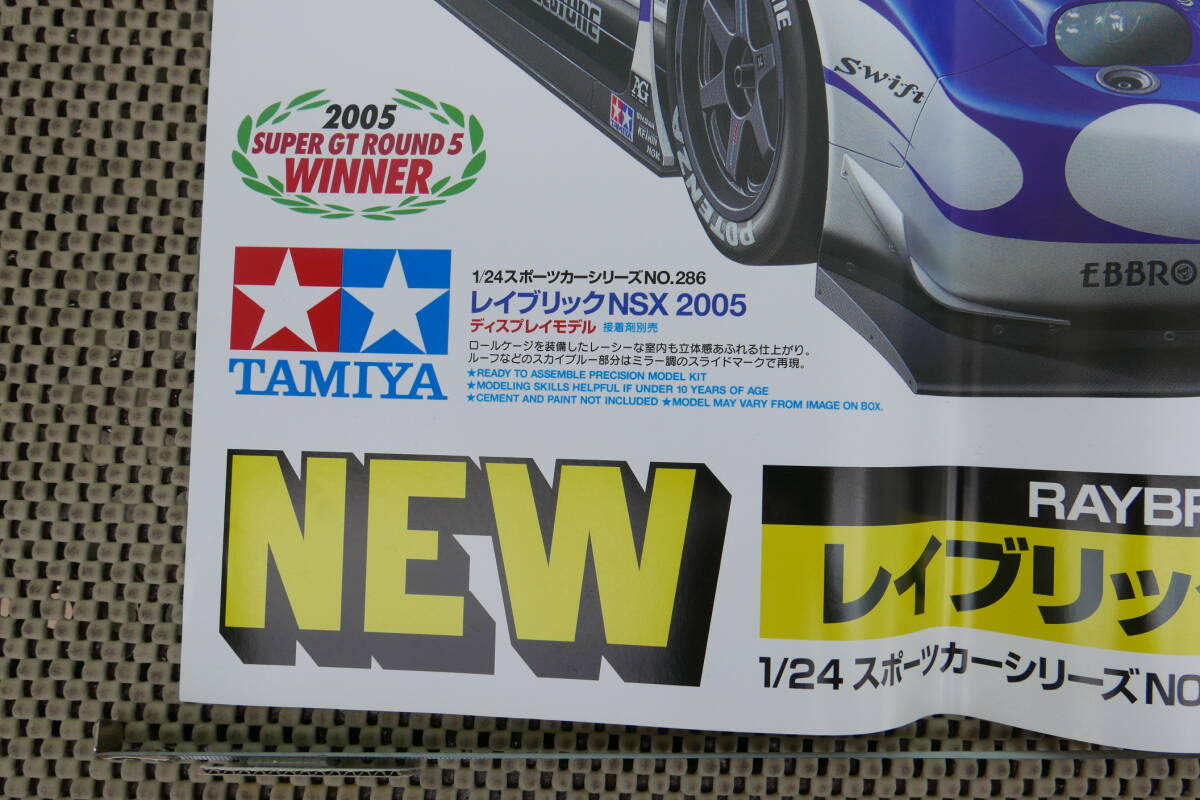 S·w·ift
TAMIYA
KEIHIN
NGK
POTENZA
EBBRO
2005
SUPER GT ROUND 5
WINNER
TAMIYA
1/24スポーツカーシリーズNO.286
レイブリックNSX 2005
ディスプレイモデル 接着剤別売
ロールケージを装備したレーシーな室内も立体感あふれる仕上がり。
ルーフなどのスカイブルー部分はミラー調のスライドマークで再現。
★READY TO ASSEMBLE PRECISION MODEL KIT
★MODELING SKILLS HELPFUL IF UNDER 10 YEARS OF AGE
★CEMENT AND PAINT NOT INCLUDED ★MODEL MAY VARY FROM IMAGE ON BOX.
NEW
RAYBR
レイブリッ
1/24 スポーツカーシリーズNO